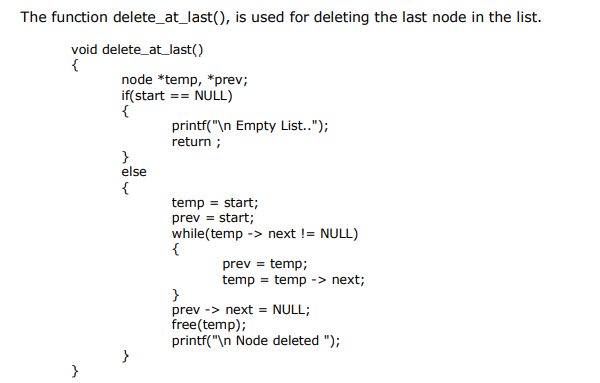 The function delete_at_last(), is used for deleting the last node in the list.
void delete_at_last()
{
node *temp, *prev;
if(start == NULL)
{
printf("\n Empty List..");
return ;
}
else
{
temp = start;
prev = start;
while(temp -> next != NULL)
{
prev = temp;
temp = temp -> next;
}
prev -> next = NULL;
free(temp);
printf("\n Node deleted ");
}
}